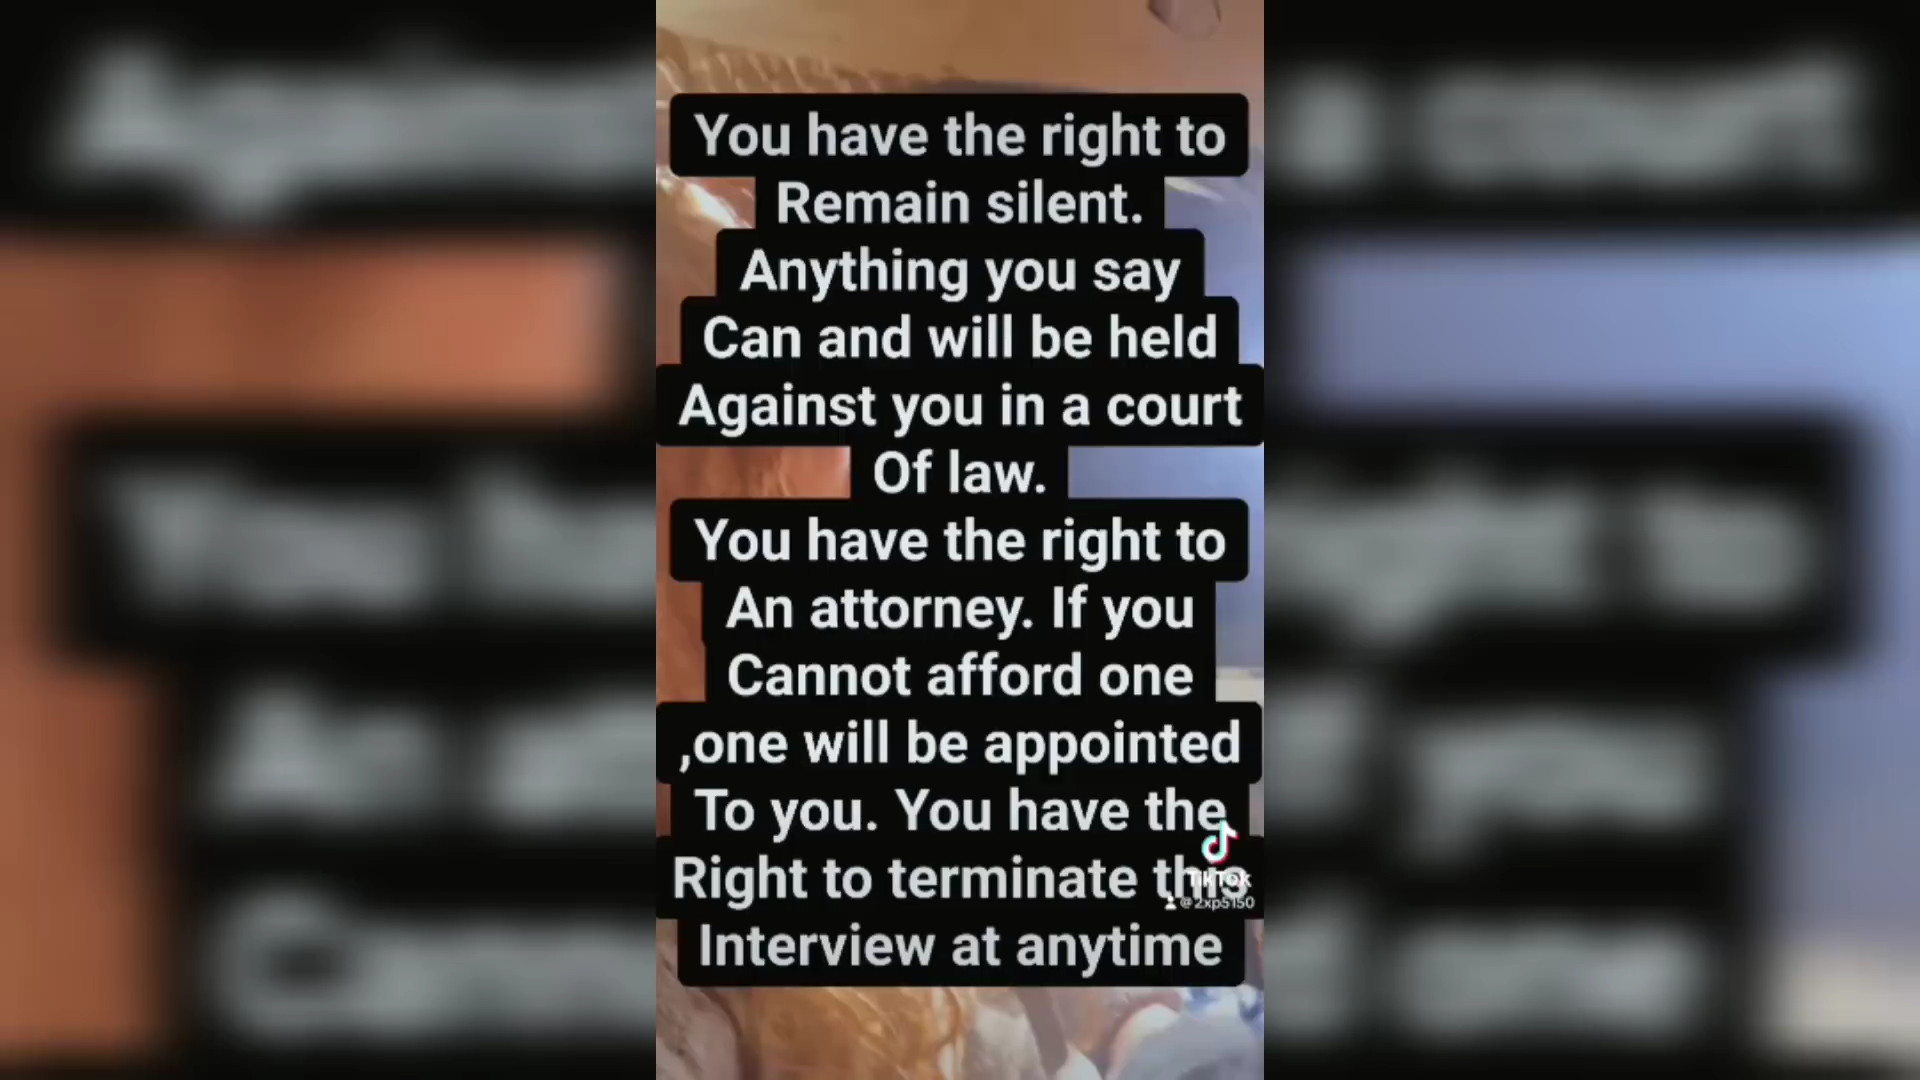 You have the right to
Remain silent.
Anything you say
Can and will be held
Against you in a court
Of law.
You have the right to
An attorney. If you
Cannot afford one
,one will be appointed
To you. You have the
Right to terminate this
Interview at anytime
TikTok
@2xp5150